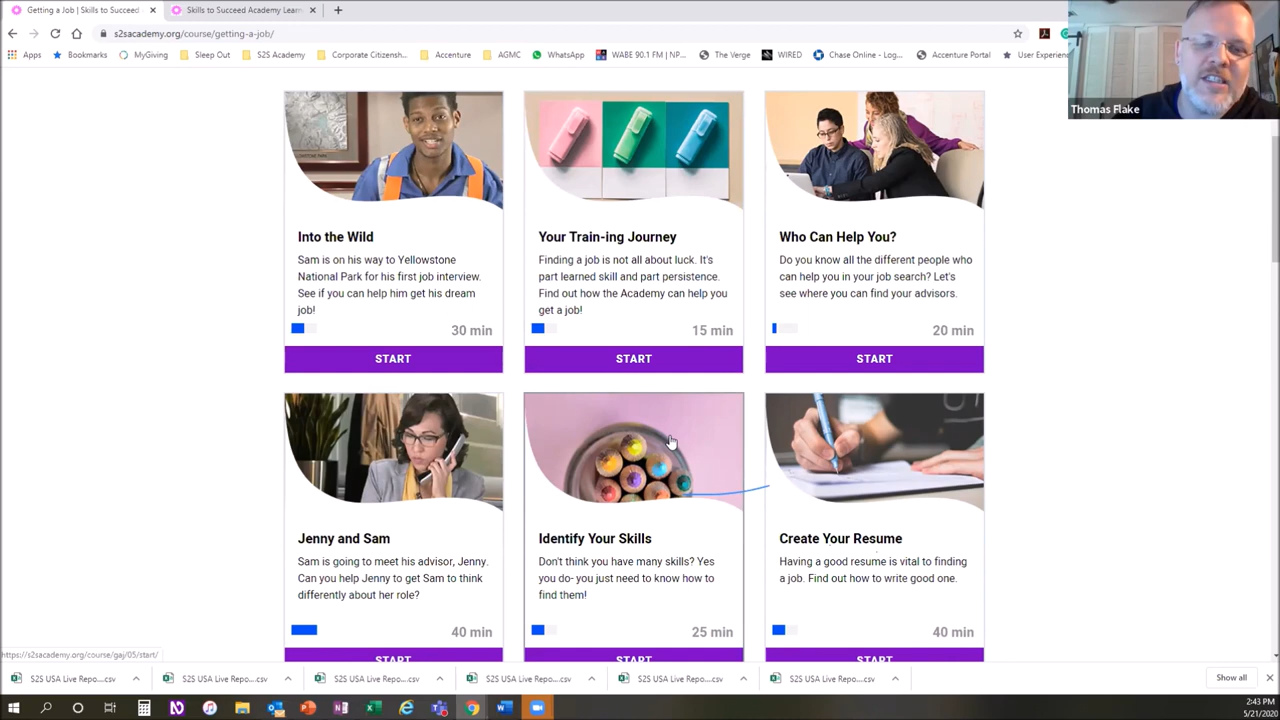 Getting a Job | Skills to Succeed
Skills to Succeed Academy Learn
s2sacademy.org/course/getting-a-job/
Apps
Bookmarks
MyGiving
Sleep Out
S2S Academy
Corporate Citizensh...
Accenture
AGMC
WhatsApp
WABE 90.1 FM | NP...
The Verge
WIRED
Chase Online - Log...
Accenture Portal
User Experien
Thomas Flake
Into the Wild
Sam is on his way to Yellowstone
National Park for his first job interview.
See if you can help him get his dream
job!
30 min
START
Your Train-ing Journey
Finding a job is not all about luck. It's
part learned skill and part persistence.
Find out how the Academy can help you
get a job!
15 min
START
Who Can Help You?
Do you know all the different people who
can help you in your job search? Let's
see where you can find your advisors.
20 min
START
Jenny and Sam
Sam is going to meet his advisor, Jenny.
Can you help Jenny to get Sam to think
differently about her role?
40 min
START
Identify Your Skills
Don't think you have many skills? Yes
you do- you just need to know how to
find them!
25 min
START
Create Your Resume
Having a good resume is vital to finding
a job. Find out how to write good one.
40 min
START
https://s2sacademy.org/course/gaj/05/start/
S2S USA Live Repo....csv
S2S USA Live Repo....csv
S2S USA Live Repo....csv
S2S USA Live Repo....csv
S2S USA Live Repo....csv
S2S USA Live Repo....csv
Show all
2:43 PM
5/21/2020